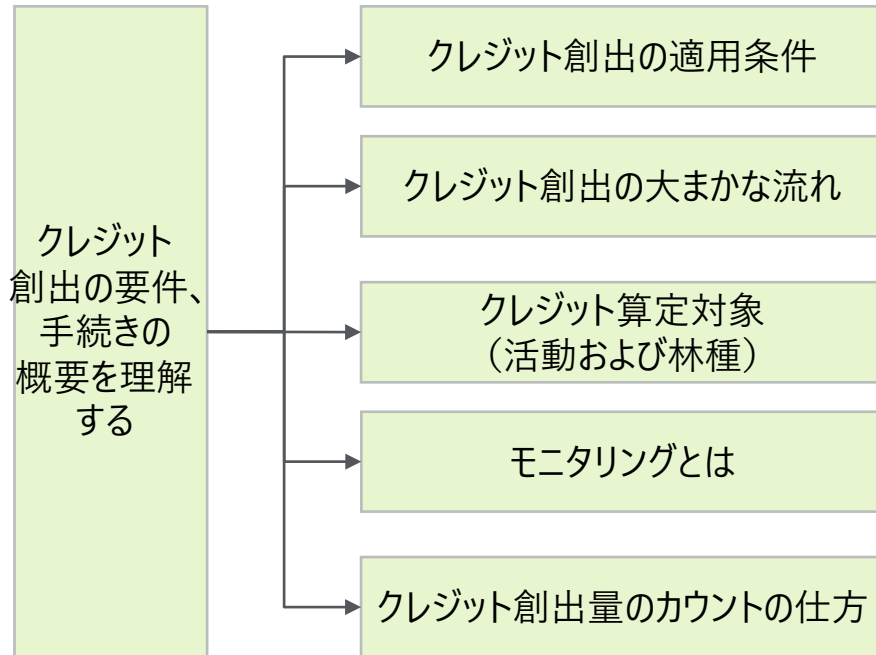 クレジット
創出の要件、
手続きの
概要を理解
する
クレジット創出の適用条件
クレジット創出の大まかな流れ
クレジット算定対象
（活動および林種）
モニタリングとは
クレジット創出量のカウントの仕方